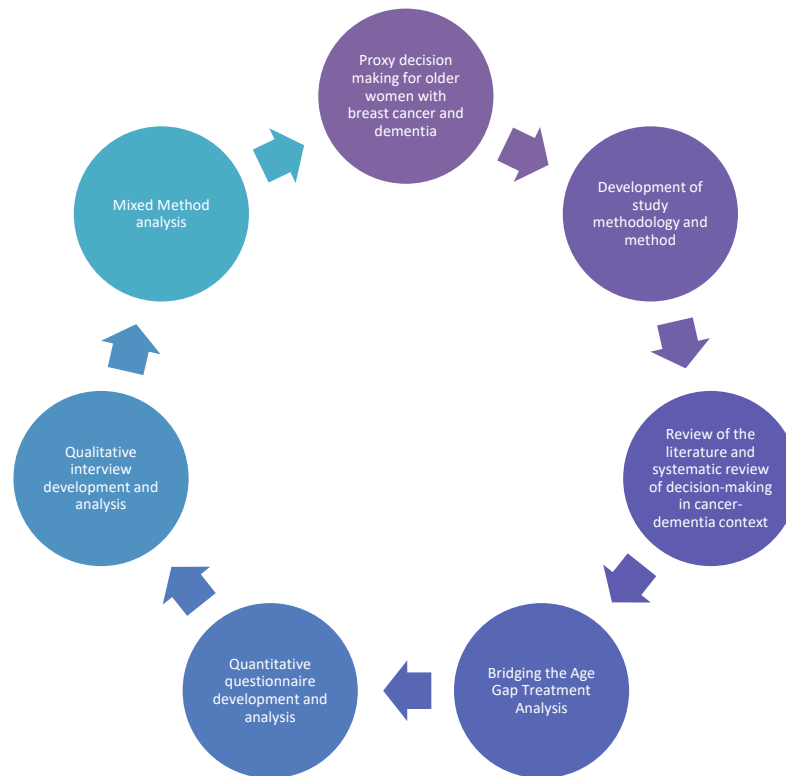 Proxy decision
making for older
women with
breast cancer and
dementia
Development of
study
methodology and
method
Review of the
literature and
systematic review
of decision-making
in cancer-
dementia context
Bridging the Age
Gap Treatment
Analysis
Quantitative
questionnaire
development and
analysis
Qualitative
interview
development and
analysis
Mixed Method
analysis